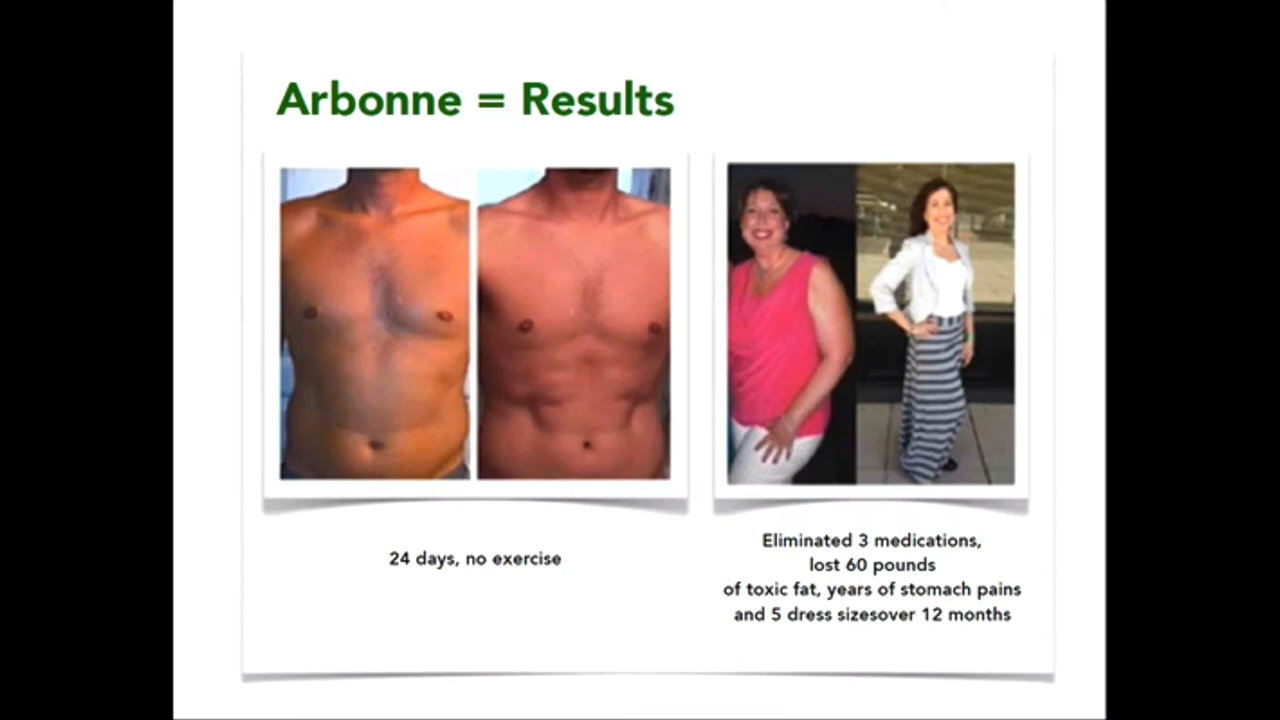 Arbonne = Results
24 days, no exercise
Eliminated 3 medications,
lost 60 pounds
of toxic fat, years of stomach pains
and 5 dress sizesover 12 months